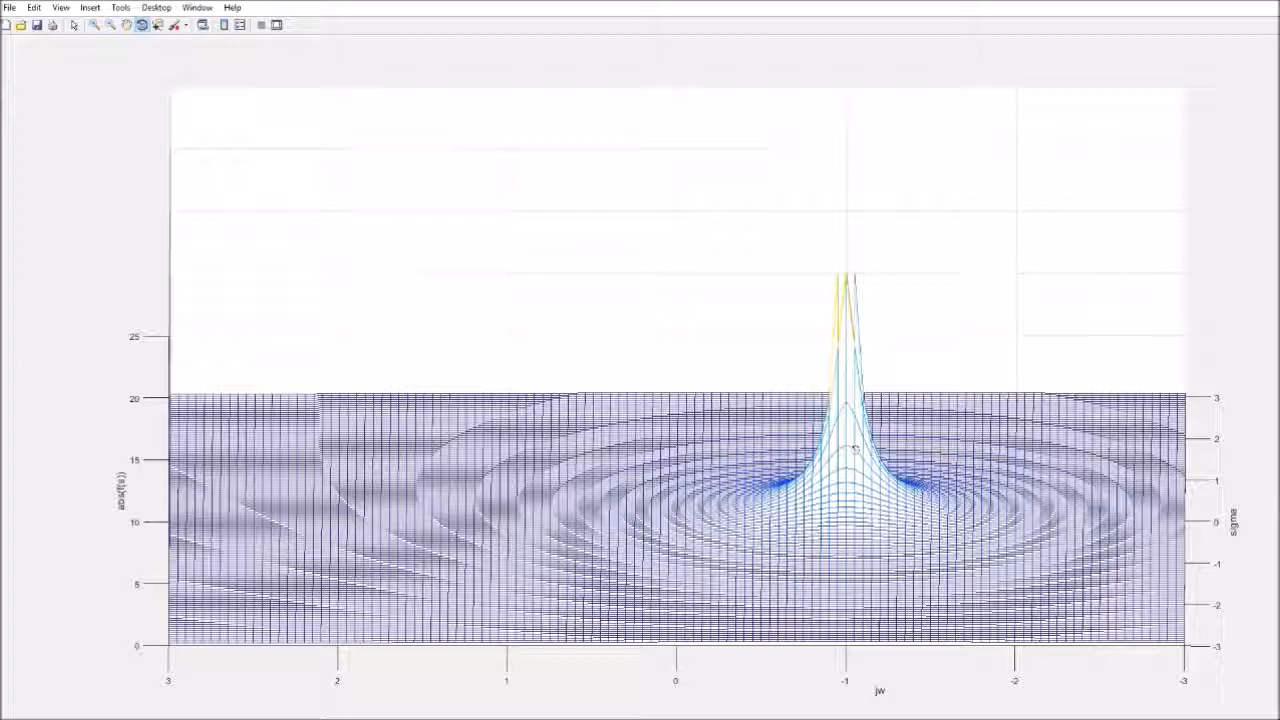 File Edit View Insert Tools Desktop Window Help
25
20
15
10
5
0
abs(f(s))
3 2 1 0 -1 -2 -3
jw
3
2
1
0
-1
-2
-3
sigma